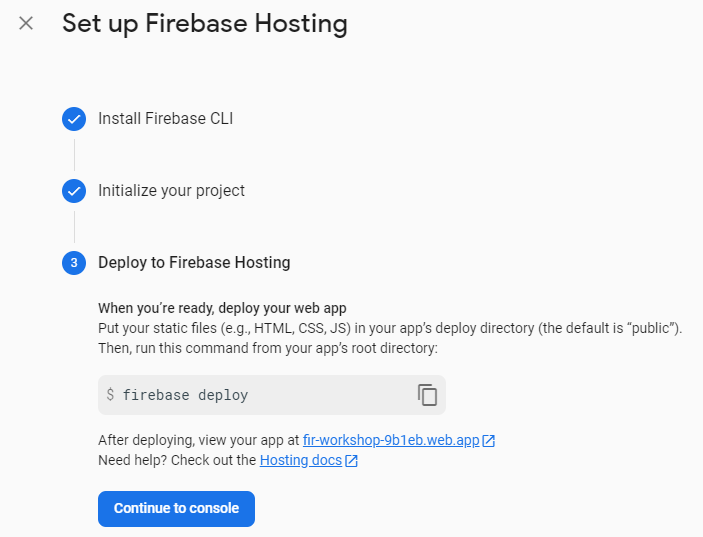 Set up Firebase Hosting
Install Firebase CLI
Initialize your project
3 Deploy to Firebase Hosting
When you’re ready, deploy your web app
Put your static files (e.g., HTML, CSS, JS) in your app’s deploy directory (the default is “public”).
Then, run this command from your app’s root directory:
$ firebase deploy
After deploying, view your app at fir-workshop-9b1eb.web.app
Need help? Check out the Hosting docs
Continue to console